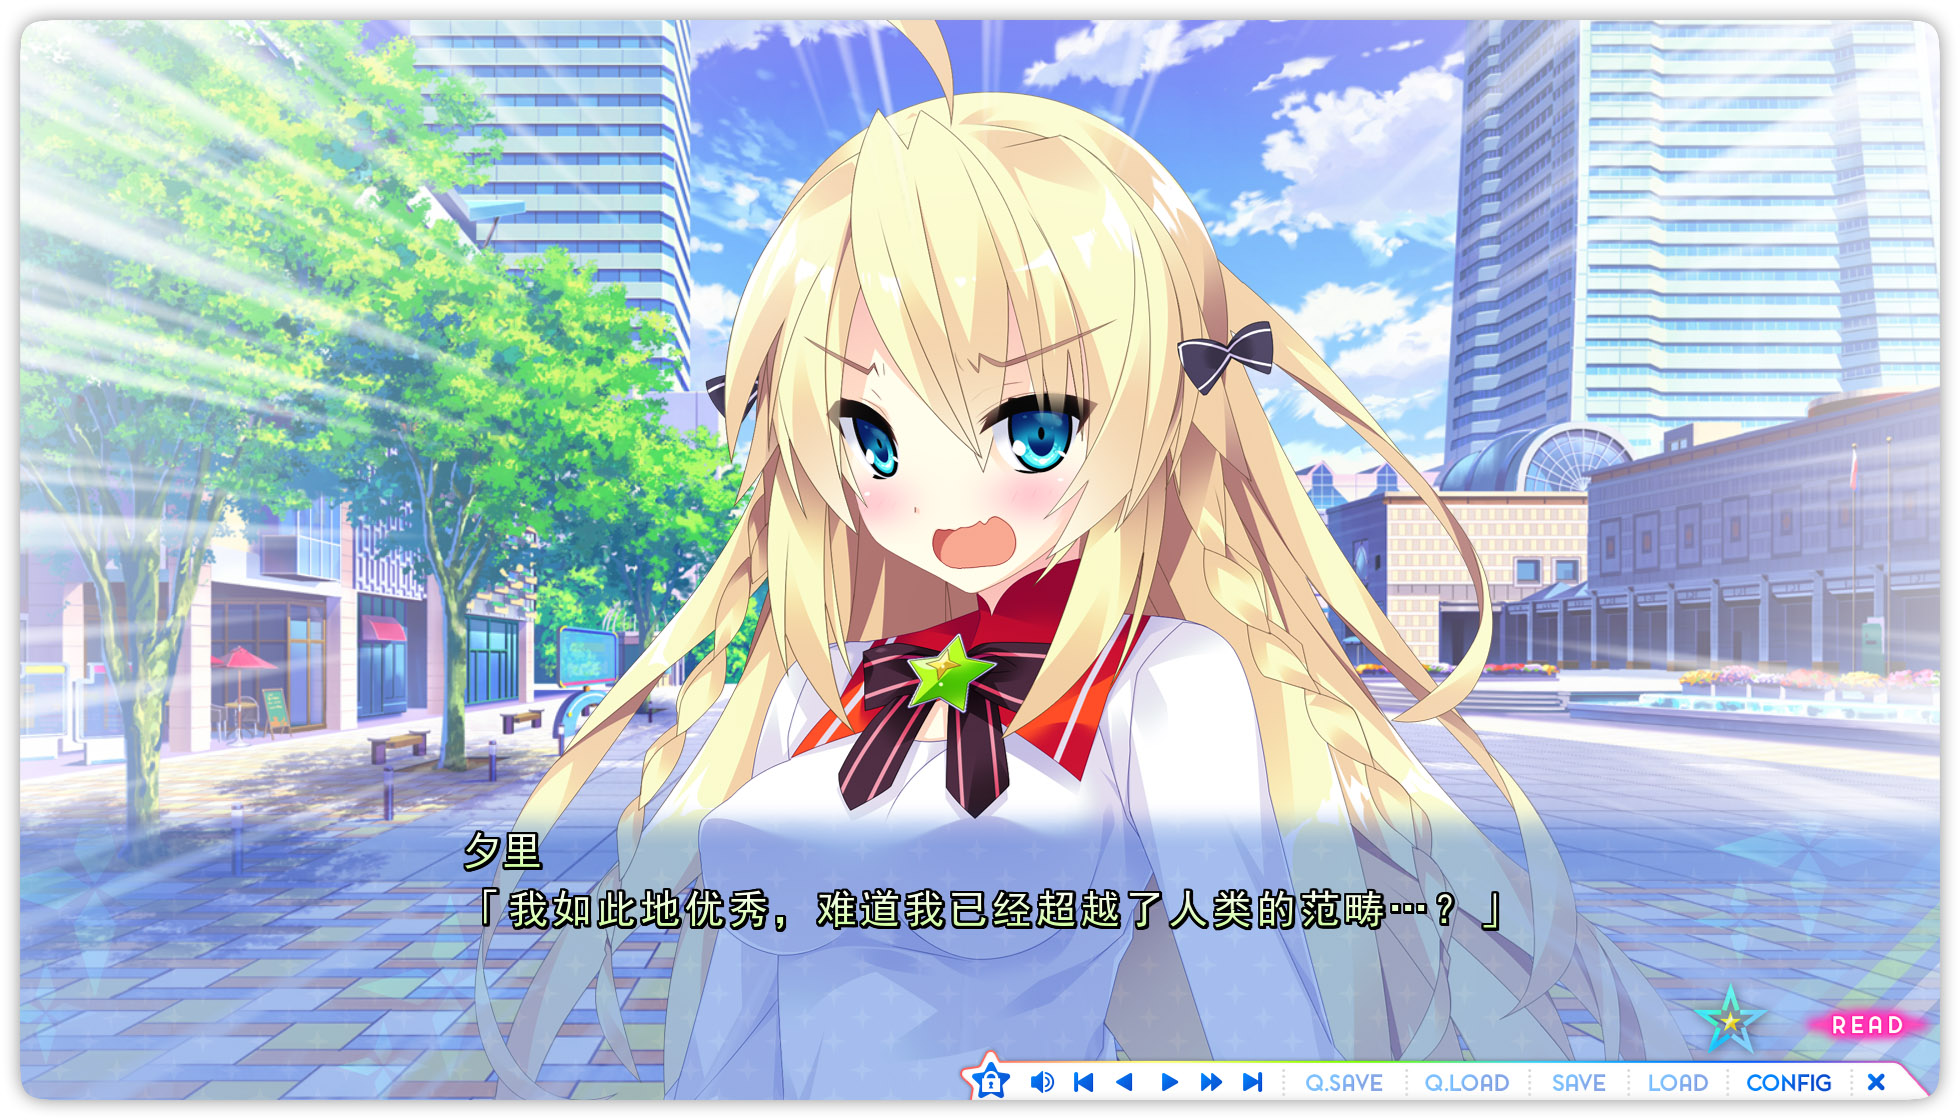 夕里
「我如此地优秀，难道我已经超越了人类的范畴…？」
READ
Q.SAVE Q.LOAD SAVE LOAD CONFIG